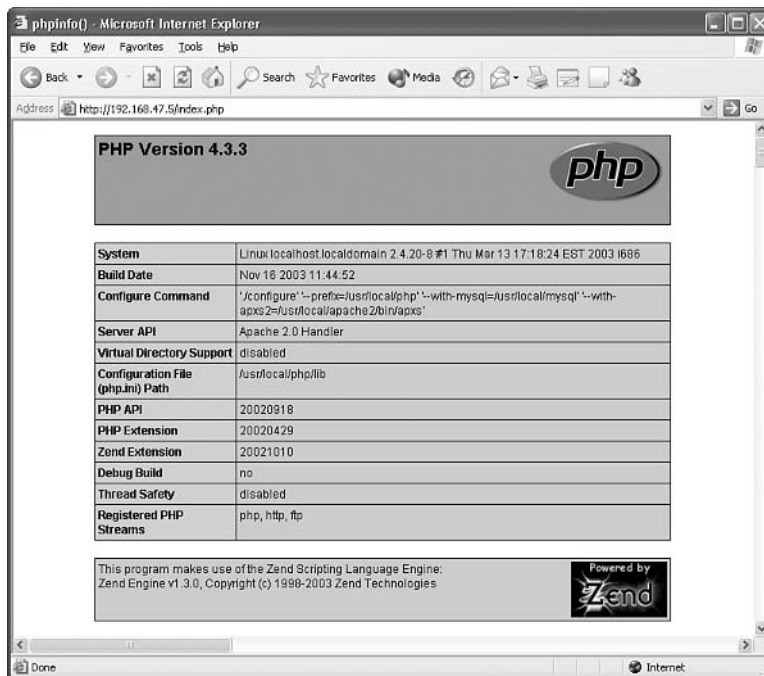 phpinfo() - Microsoft Internet Explorer
File Edit View Favorites Tools Help
Back Search Favorites Media
Address http://192.168.47.5/index.php Go
PHP Version 4.3.3
php
System Linux localhost.localdomain 2.4.20-8 #1 Thu Mar 13 17:18:24 EST 2003 i686
Build Date Nov 16 2003 11:44:52
Configure Command './configure' '--prefix=/usr/local/php' '--with-mysql=/usr/local/mysql' '--with-
apxs2=/usr/local/apache2/bin/apxs'
Server API Apache 2.0 Handler
Virtual Directory Support disabled
Configuration File /usr/local/php/lib
(php.ini) Path
PHP API 20020918
PHP Extension 20020429
Zend Extension 20021010
Debug Build no
Thread Safety disabled
Registered PHP php, http, ftp
Streams
This program makes use of the Zend Scripting Language Engine:
Zend Engine v1.3.0, Copyright (c) 1998-2003 Zend Technologies
Powered by
Zend
Done Internet